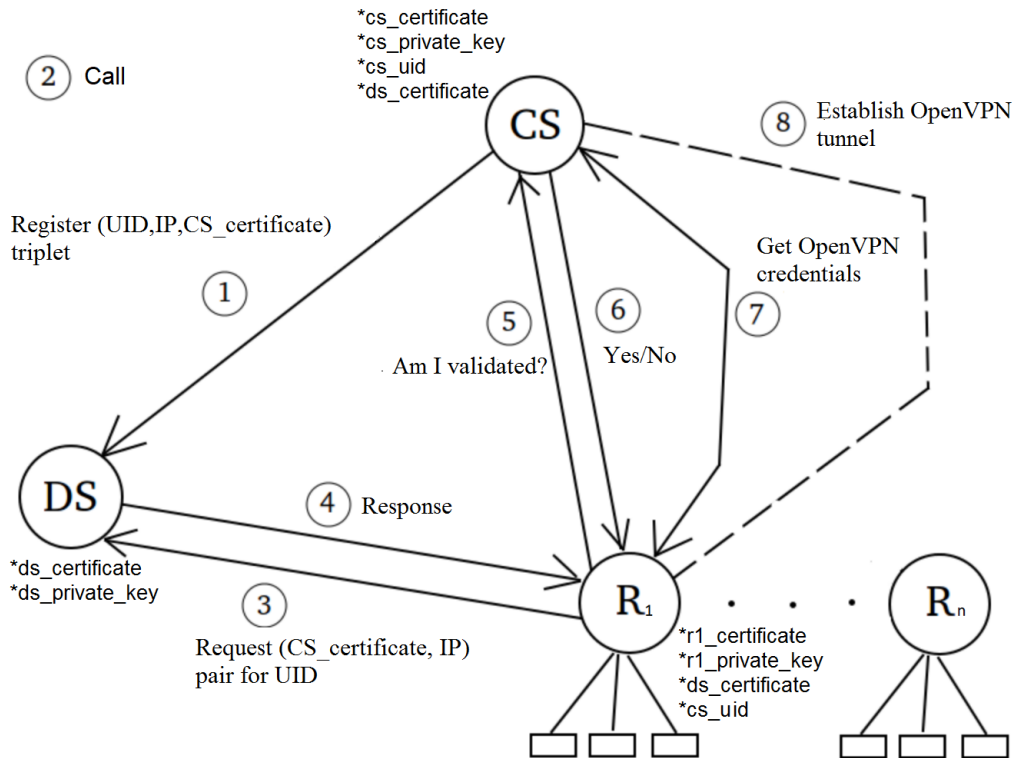 *cs_certificate
*cs_private_key
*cs_uid
*ds_certificate
2 Call
CS
8 Establish OpenVPN
tunnel
Register (UID,IP,CS_certificate)
triplet
1
Get OpenVPN
credentials
7
5
Am I validated?
6
Yes/No
DS
*ds_certificate
*ds_private_key
4 Response
3
Request (CS_certificate, IP)
pair for UID
R1
*r1_certificate
*r1_private_key
*ds_certificate
*cs_uid
. . .
Rn